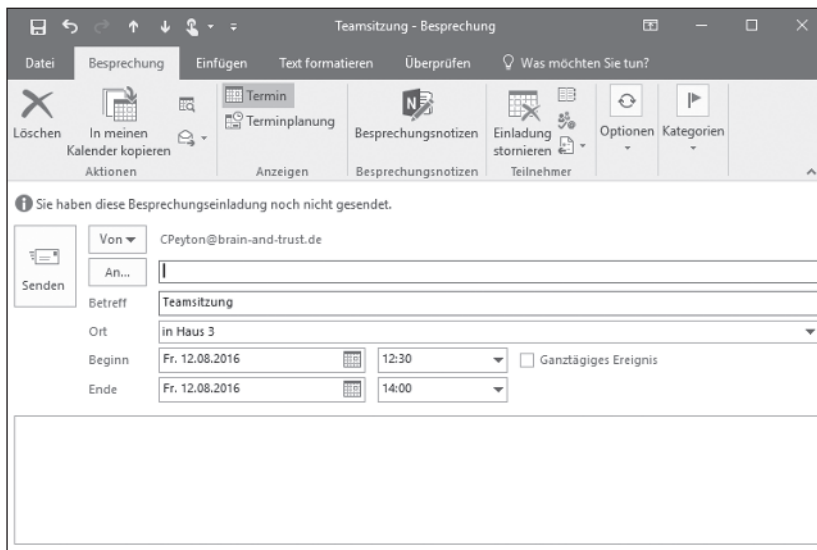 Teamsitzung - Besprechung
Datei Besprechung Einfügen Text formatieren Überprüfen Was möchten Sie tun?
Löschen In meinen Kalender kopieren
Aktionen
Termin
Terminplanung
Anzeigen
Besprechungsnotizen
Besprechungsnotizen
Einladung stornieren
Teilnehmer
Optionen
Kategorien
Sie haben diese Besprechungseinladung noch nicht gesendet.
Senden
Von CPeyton@brain-and-trust.de
An...
Betreff Teamsitzung
Ort in Haus 3
Beginn Fr. 12.08.2016 12:30 Ganztägiges Ereignis
Ende Fr. 12.08.2016 14:00